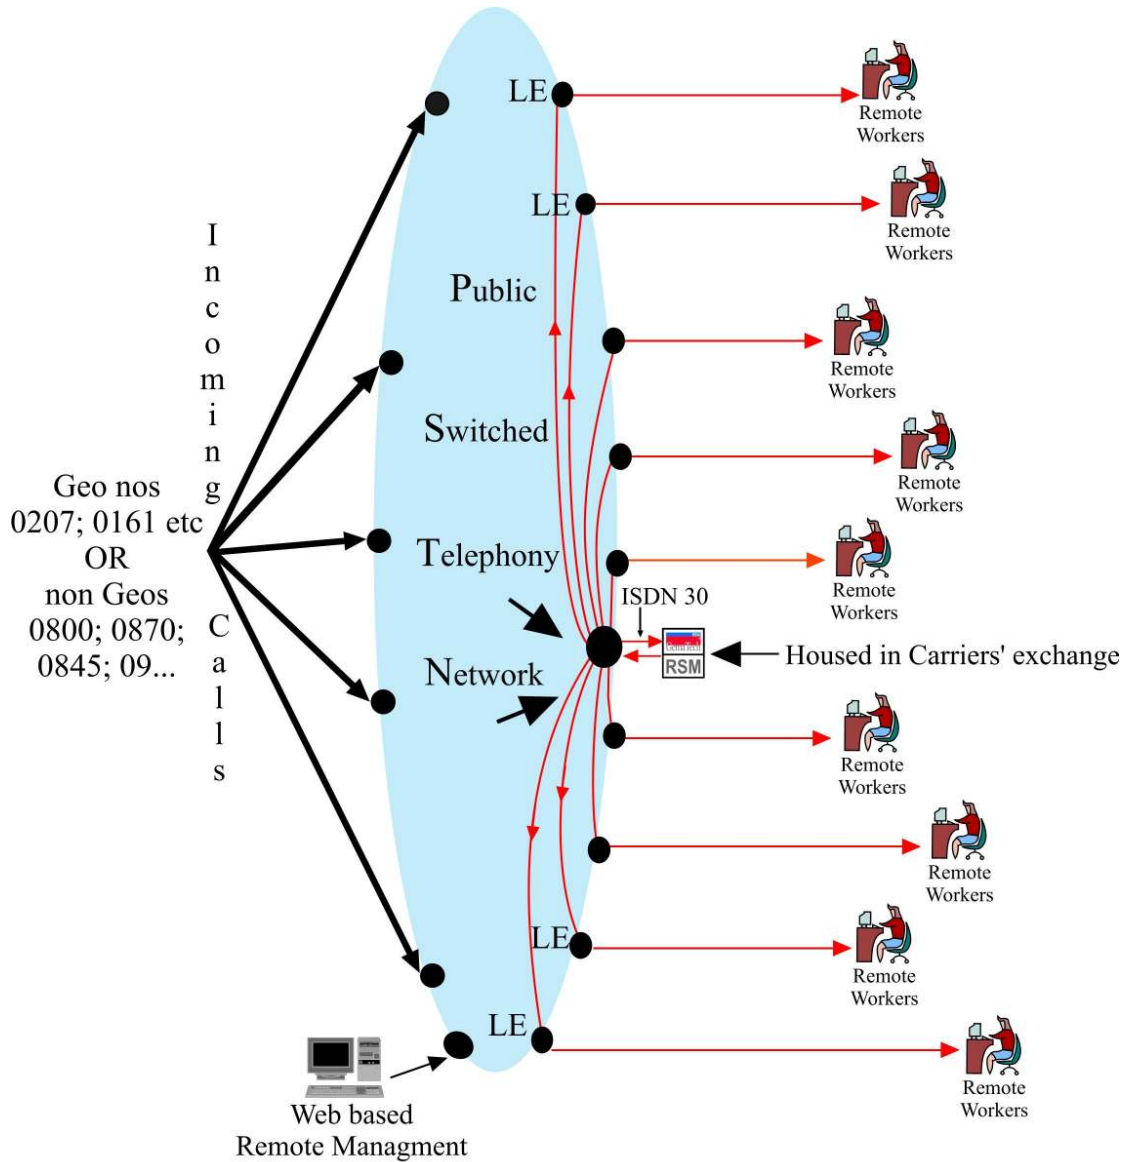 Incoming Calls
Geo nos
0207; 0161 etc
OR
non Geos
0800; 0870;
0845; 09...
LE
LE
Public
Switched
Telephony
Network
LE
LE
ISDN 30
RSM
Housed in Carriers' exchange
Remote
Workers
Remote
Workers
Remote
Workers
Remote
Workers
Remote
Workers
Remote
Workers
Remote
Workers
Remote
Workers
Remote
Workers
Web based
Remote Managment